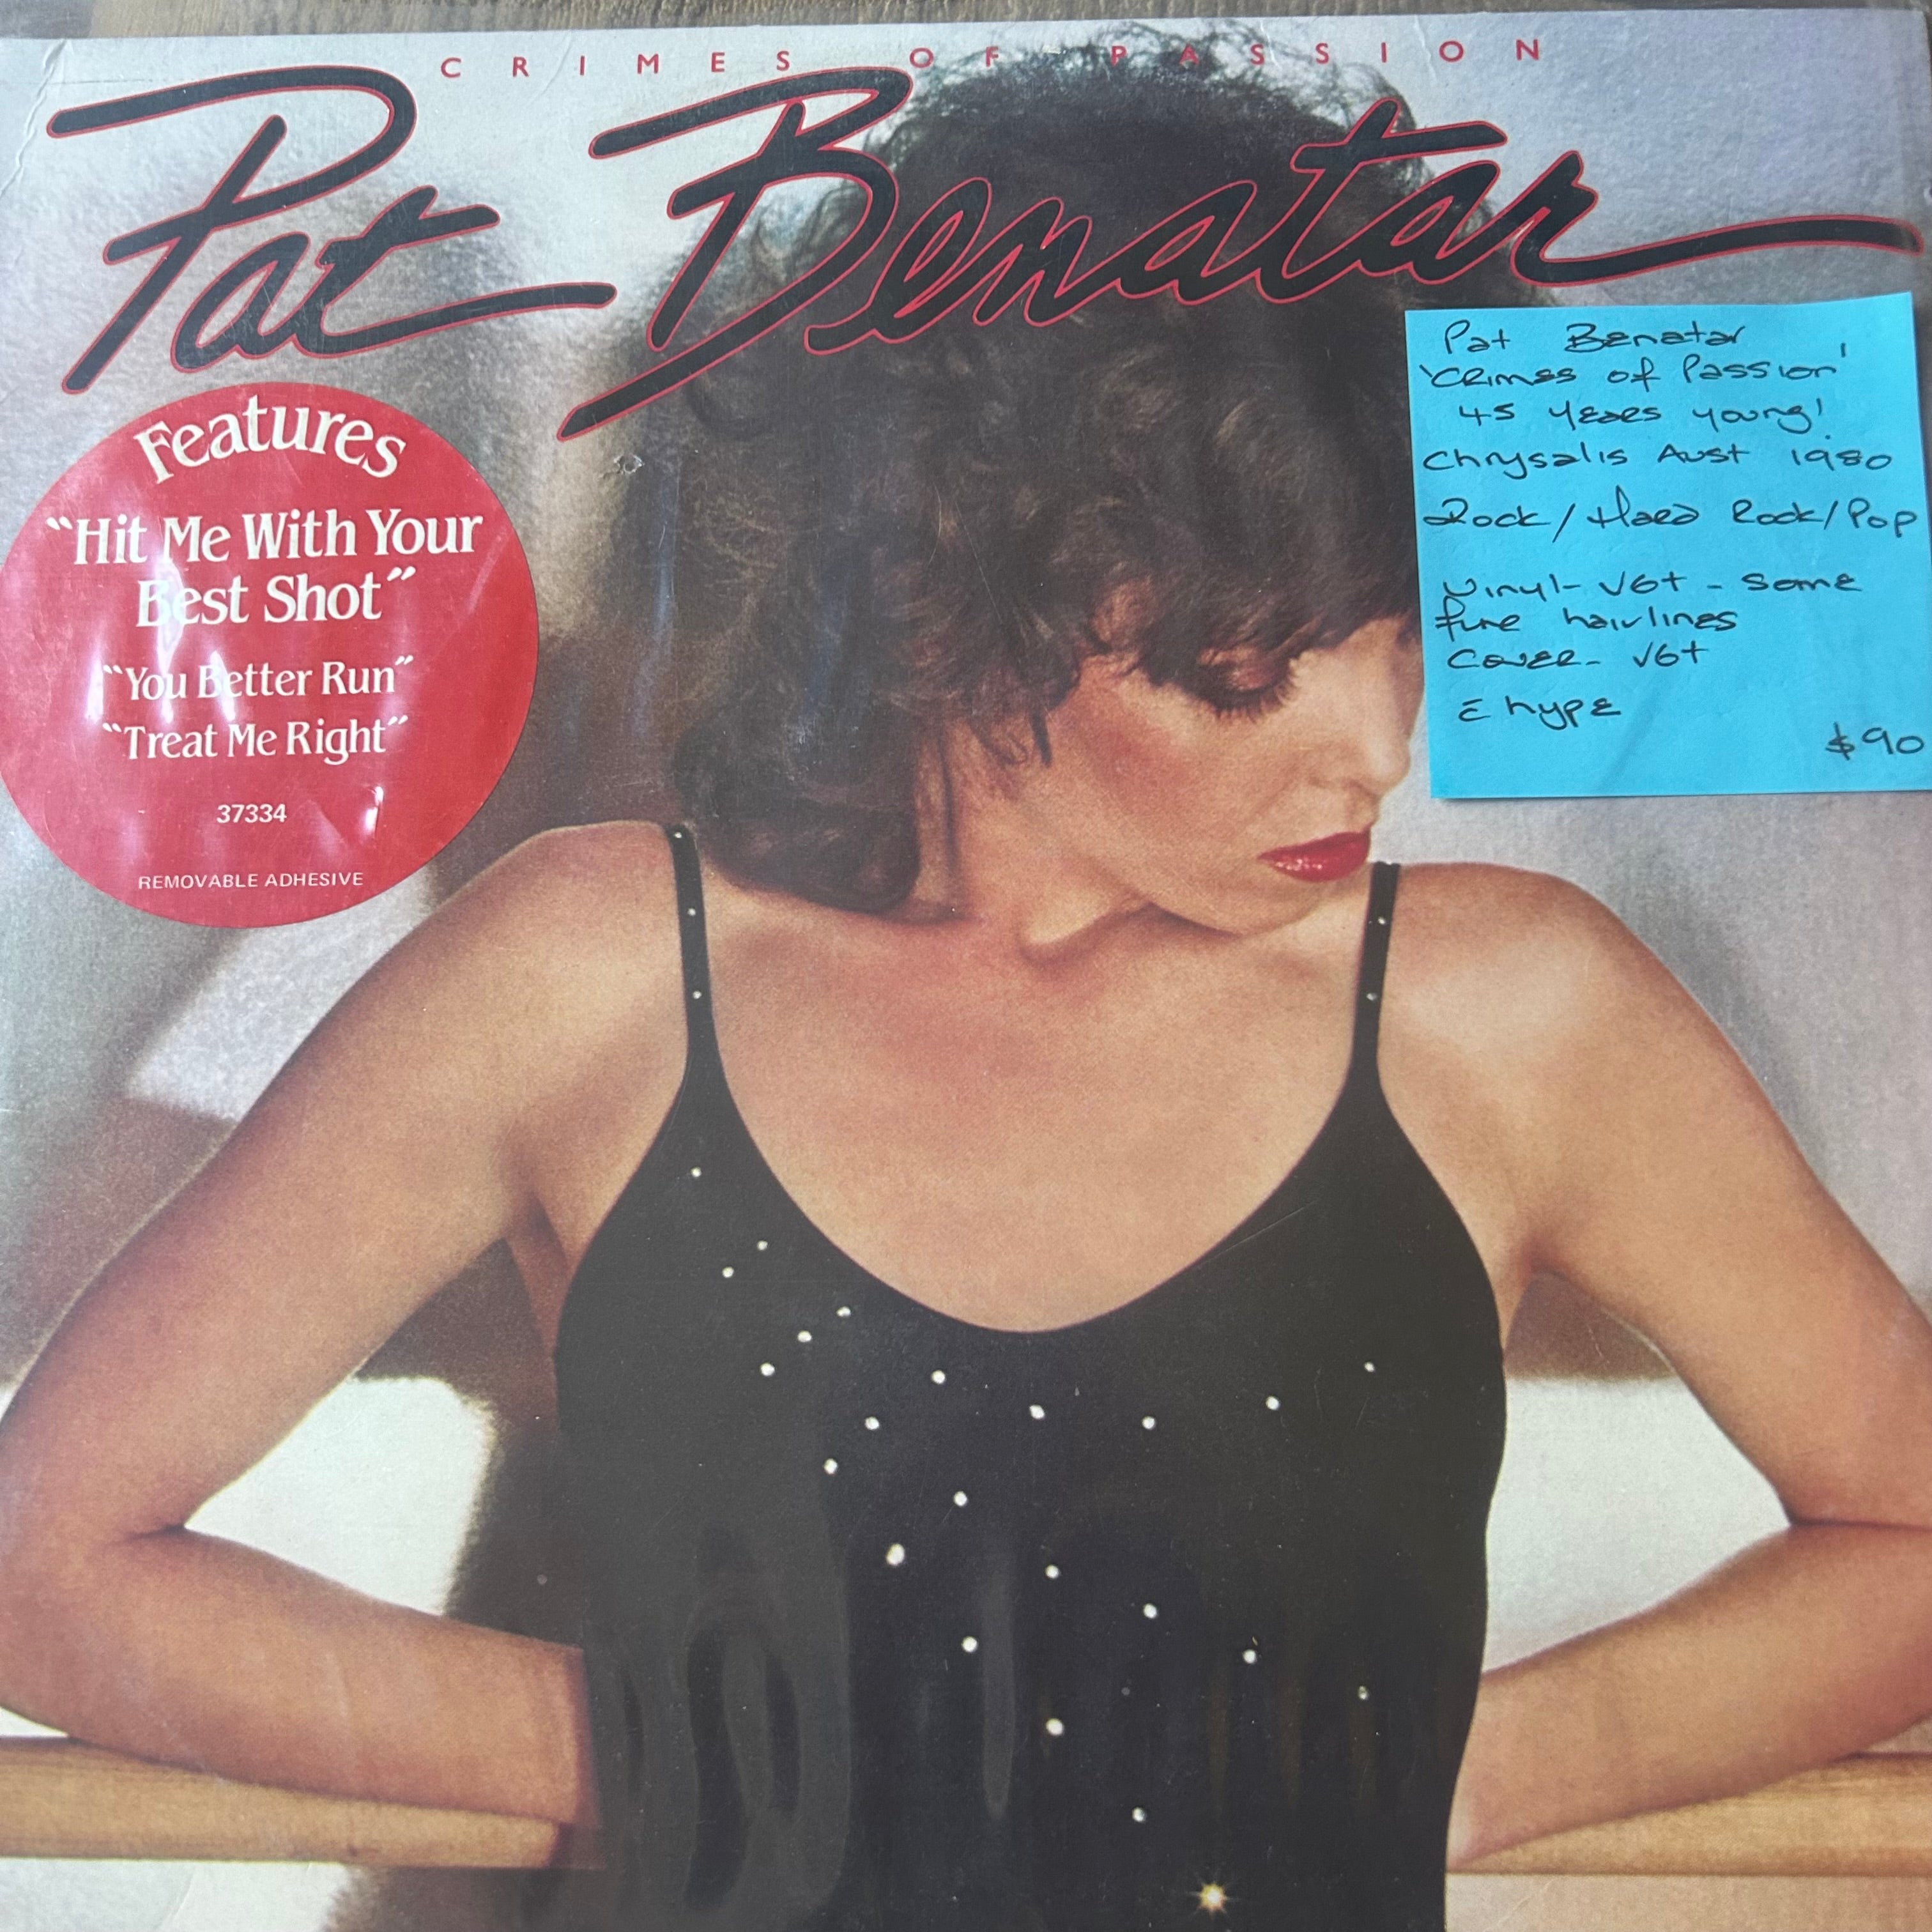 CRIMES OF PASSION
Pat Benatar
Features
"Hit Me With Your
Best Shot"
"You Better Run"
"Treat Me Right"
37334
REMOVABLE ADHESIVE
Pat Benatar
'Crimes of Passion'
45 years young!
Chrysalis Aust 1980
Rock/Hard Rock/Pop
Vinyl - VG+ - some
fine hairlines
Cover - VG+
c hype
$90